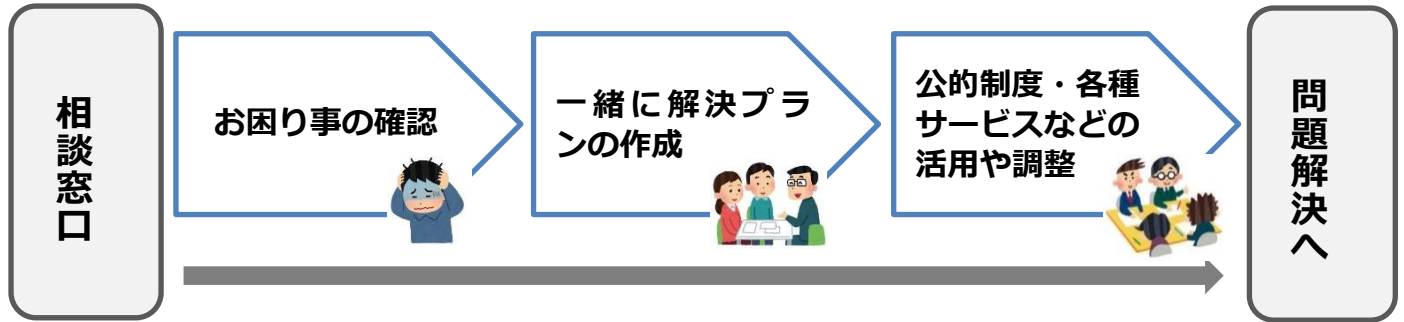 相談窓口
お困り事の確認
一緒に解決プラ
ンの作成
公的制度・各種
サービスなどの
活用や調整
問題解決へ